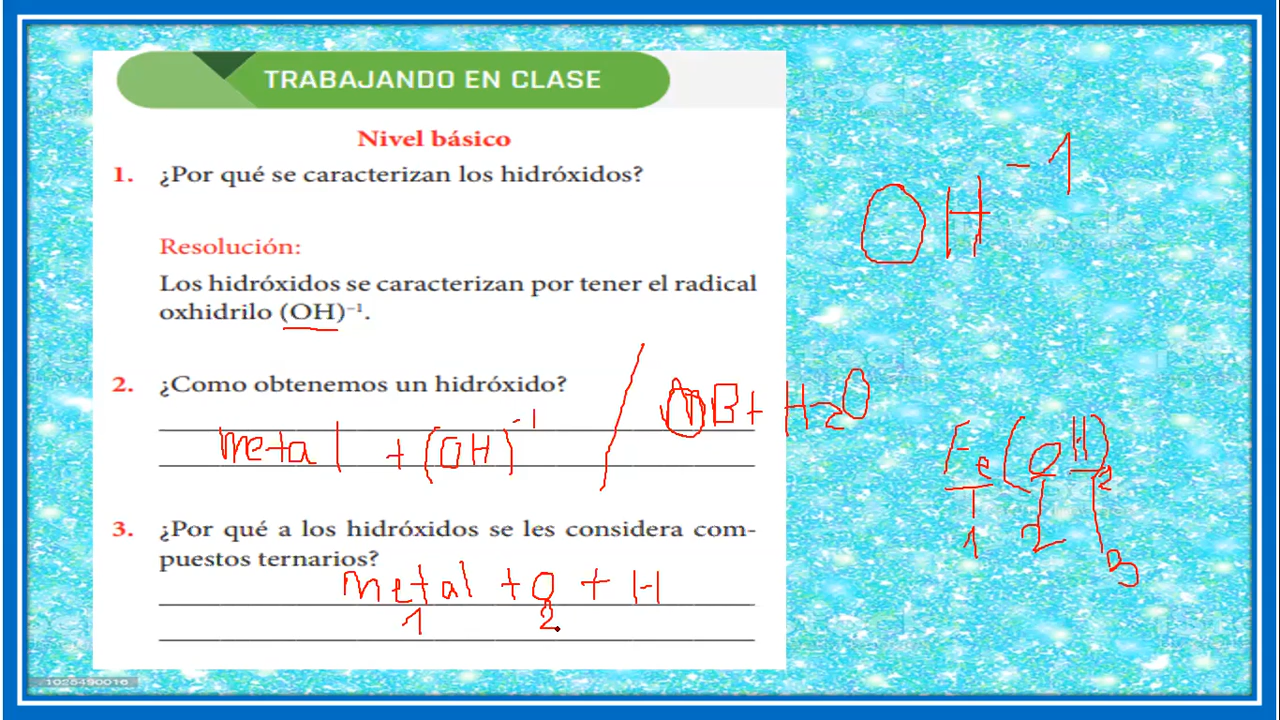 TRABAJANDO EN CLASE
Nivel básico
1. ¿Por qué se caracterizan los hidróxidos?
Resolución:
Los hidróxidos se caracterizan por tener el radical
oxhidrilo (OH)⁻¹.
2. ¿Como obtenemos un hidróxido?
metal + (OH)⁻¹ / OB + H2O
3. ¿Por qué a los hidróxidos se les considera com-
puestos ternarios?
metal + O + H
1 2
OH⁻¹
Fe(OH)2
1 2 3
1026490016